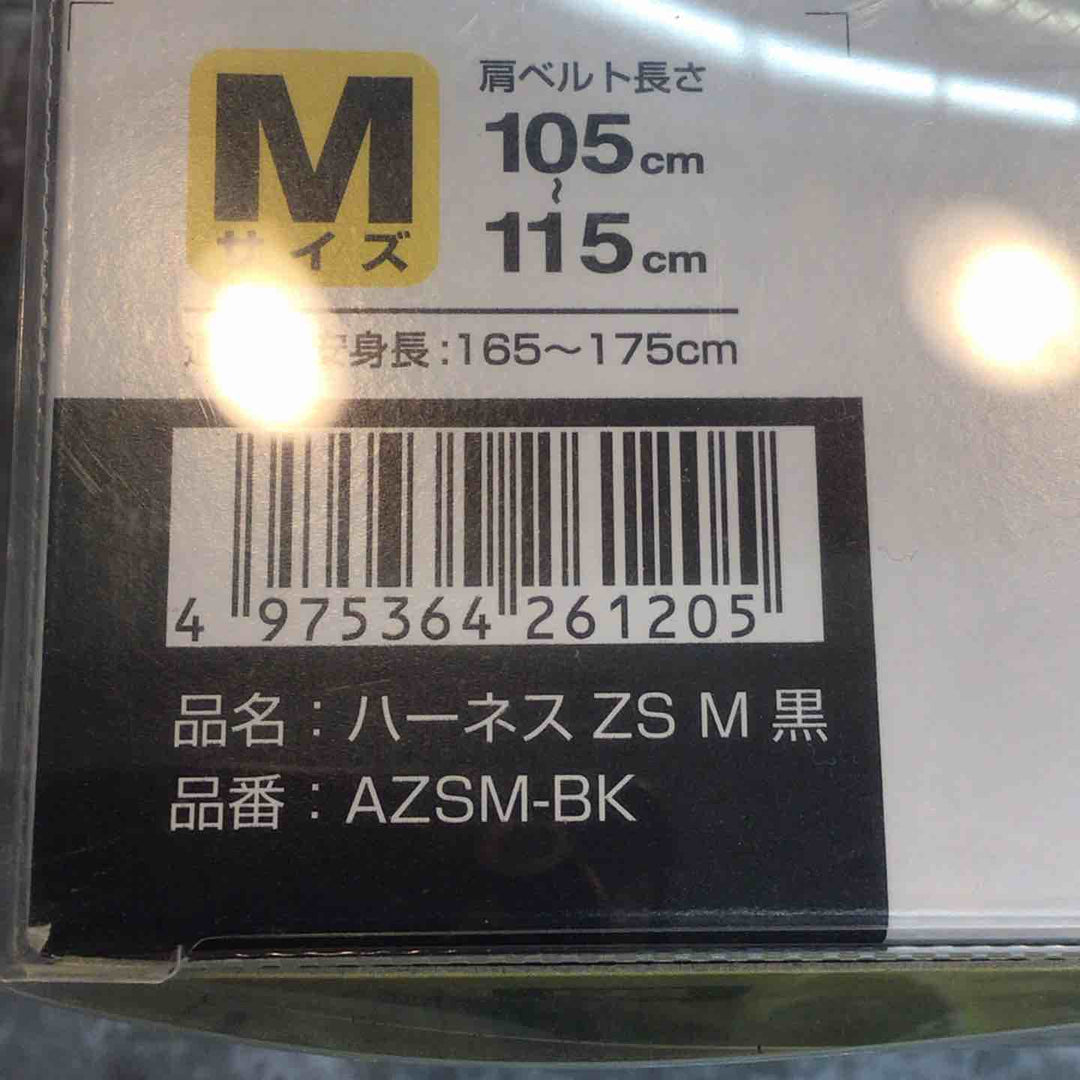 M
サイズ
肩ベルト長さ
105cm
～
115cm
身長:165～175cm
4 975364 261205
品名：ハーネス ZS M 黒
品番：AZSM-BK